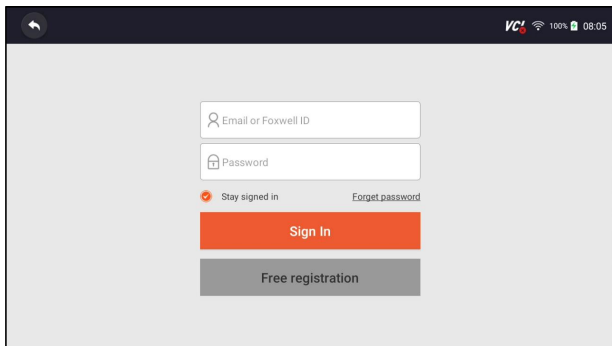 VCI 100% 08:05
Email or Foxwell ID
Password
Stay signed in Forget password
Sign In
Free registration